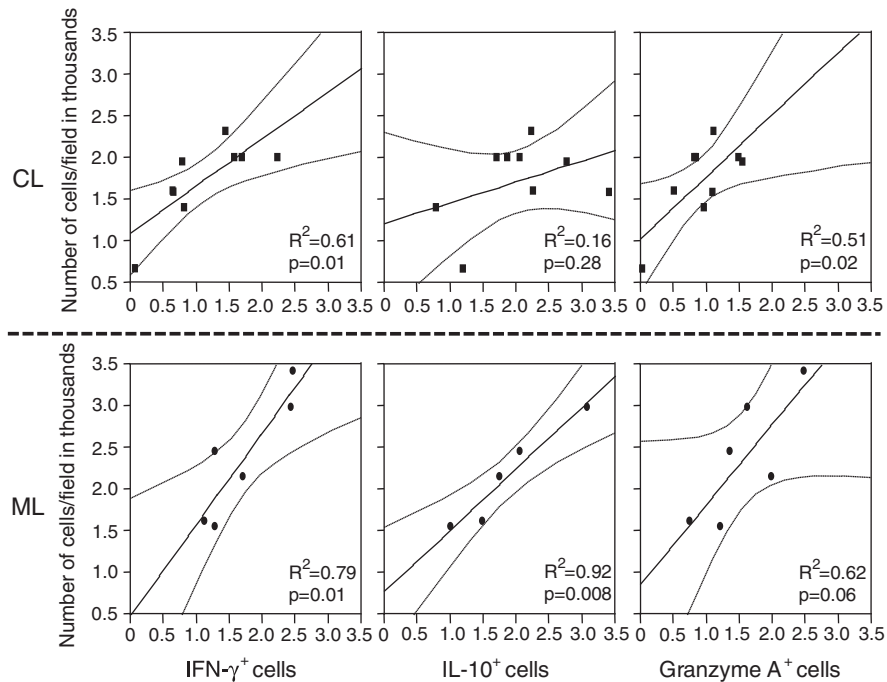 CL
Number of cells/field in thousands
3.5
3.0
2.5
2.0
1.5
1.0
0.5
R²=0.61
p=0.01
R²=0.16
p=0.28
R²=0.51
p=0.02
0 0.5 1.0 1.5 2.0 2.5 3.0 3.5
0 0.5 1.0 1.5 2.0 2.5 3.0 3.5
0 0.5 1.0 1.5 2.0 2.5 3.0 3.5
ML
Number of cells/field in thousands
3.5
3.0
2.5
2.0
1.5
1.0
0.5
R²=0.79
p=0.01
R²=0.92
p=0.008
R²=0.62
p=0.06
0 0.5 1.0 1.5 2.0 2.5 3.0 3.5
0 0.5 1.0 1.5 2.0 2.5 3.0 3.5
0 0.5 1.0 1.5 2.0 2.5 3.0 3.5
IFN-γ⁺ cells
IL-10⁺ cells
Granzyme A⁺ cells